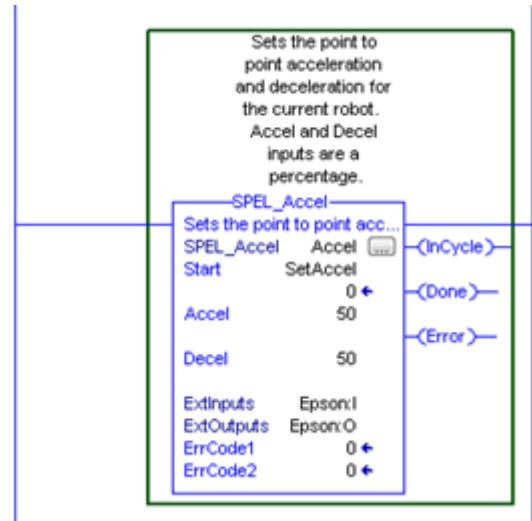 Sets the point to
point acceleration
and deceleration for
the current robot.
Accel and Decel
inputs are a
percentage.
SPEL_Accel
Sets the point to point acc...
SPEL_Accel Accel ...
(InCycle)
Start SetAccel
0
(Done)
Accel 50
(Error)
Decel 50
ExtInputs Epson:I
ExtOutputs Epson:O
ErrCode1 0
ErrCode2 0